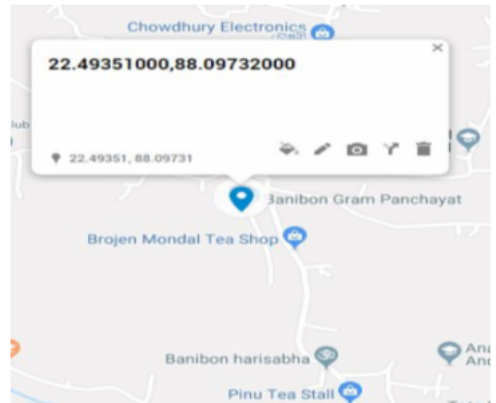 Chowdhury Electronics
22.49351000,88.09732000
lub
22.49351, 88.09731
Banibon Gram Panchayat
Brojen Mondal Tea Shop
Banibon harisabha
Pinu Tea Stall